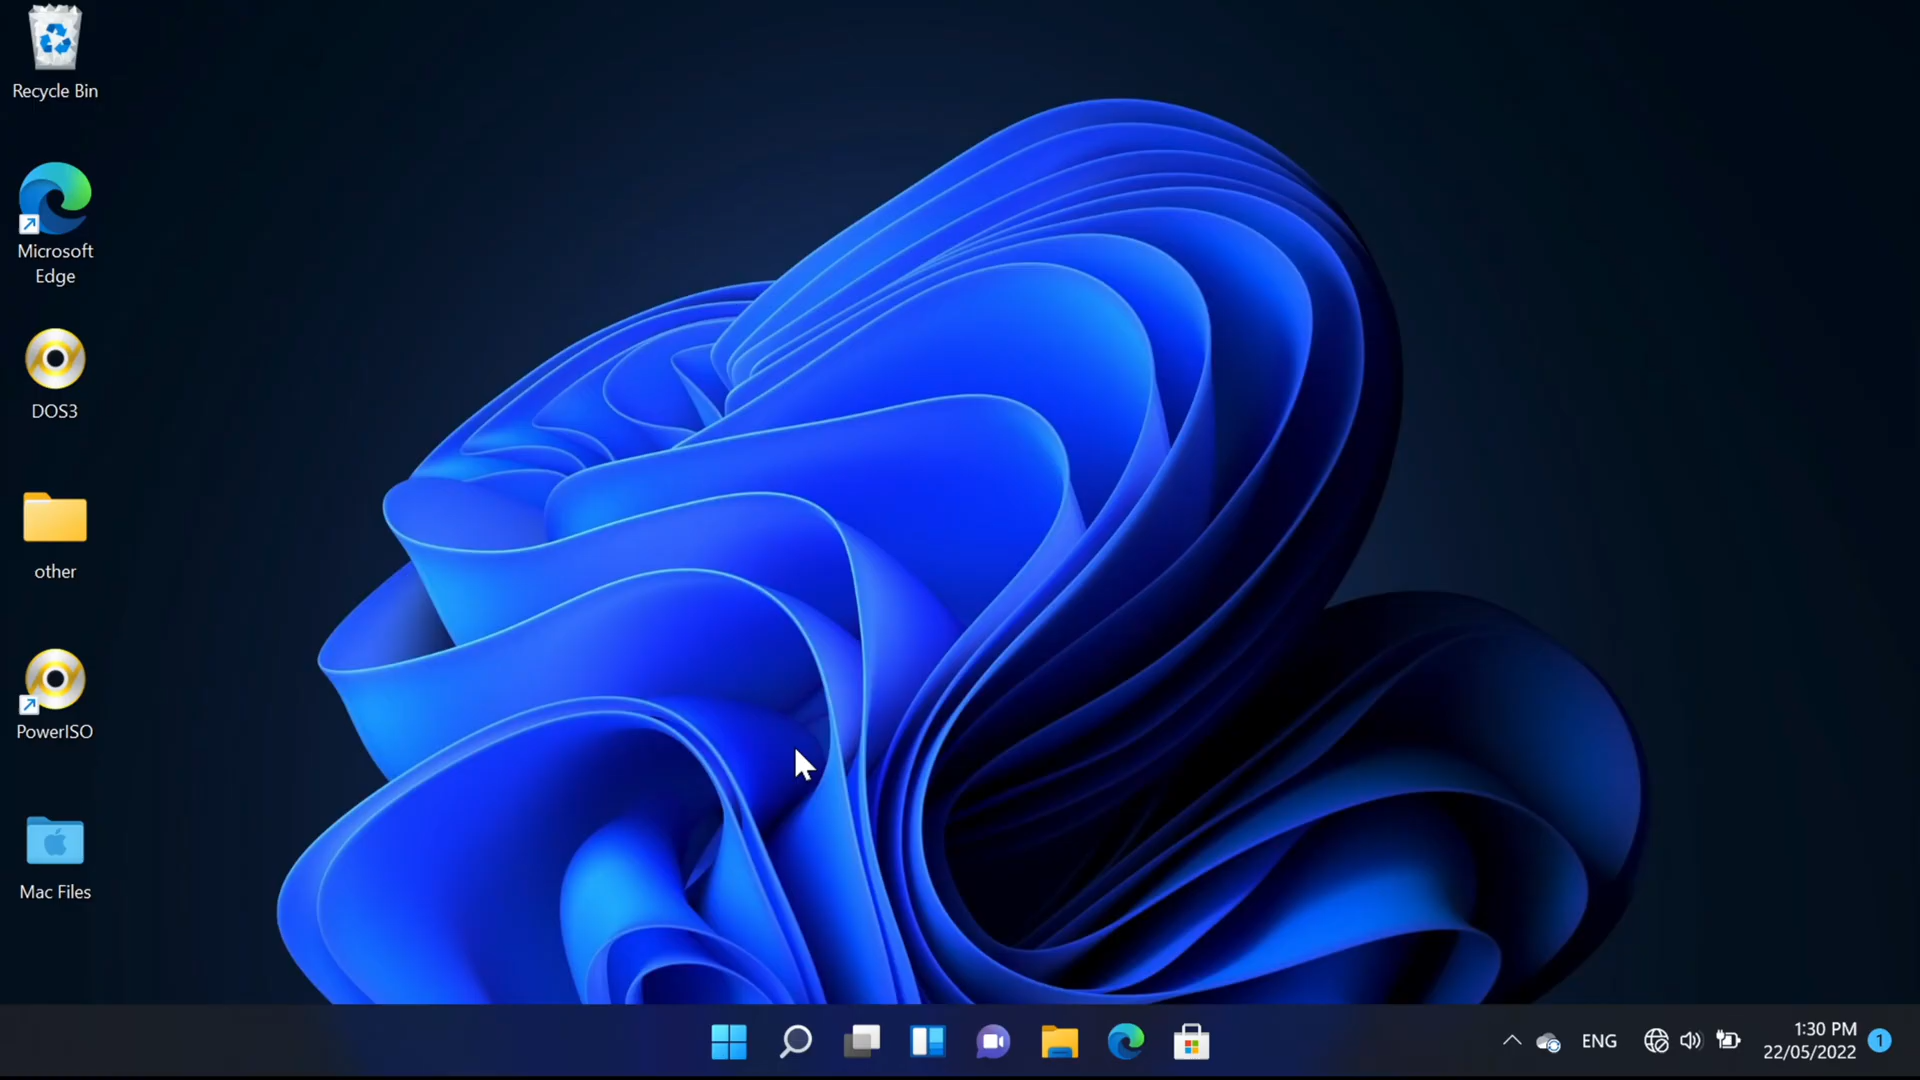 Recycle Bin
Microsoft
Edge
DOS3
other
PowerISO
Mac Files
ENG
1:30 PM
22/05/2022
1